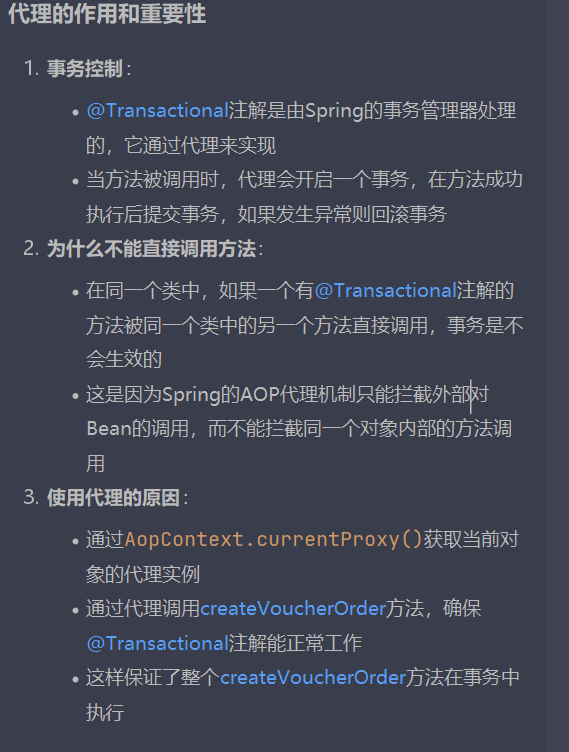 代理的作用和重要性
1. 事务控制：
• @Transactional注解是由Spring的事务管理器处理
的，它通过代理来实现
• 当方法被调用时，代理会开启一个事务，在方法成功
执行后提交事务，如果发生异常则回滚事务
2. 为什么不能直接调用方法：
• 在同一个类中，如果一个有@Transactional注解的
方法被同一个类中的另一个方法直接调用，事务是不
会生效的
• 这是因为Spring的AOP代理机制只能拦截外部对
Bean的调用，而不能拦截同一个对象内部的方法调
用
3. 使用代理的原因：
• 通过AopContext.currentProxy()获取当前对
象的代理实例
• 通过代理调用createVoucherOrder方法，确保
@Transactional注解能正常工作
• 这样保证了整个createVoucherOrder方法在事务中
执行